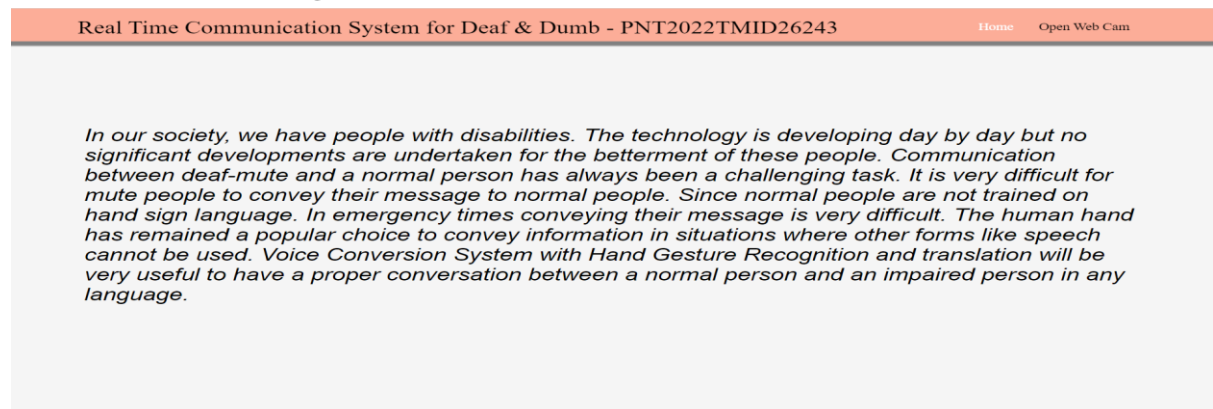 Real Time Communication System for Deaf & Dumb - PNT2022TMID26243 Home Open Web Cam
In our society, we have people with disabilities. The technology is developing day by day but no
significant developments are undertaken for the betterment of these people. Communication
between deaf-mute and a normal person has always been a challenging task. It is very difficult for
mute people to convey their message to normal people. Since normal people are not trained on
hand sign language. In emergency times conveying their message is very difficult. The human hand
has remained a popular choice to convey information in situations where other forms like speech
cannot be used. Voice Conversion System with Hand Gesture Recognition and translation will be
very useful to have a proper conversation between a normal person and an impaired person in any
language.